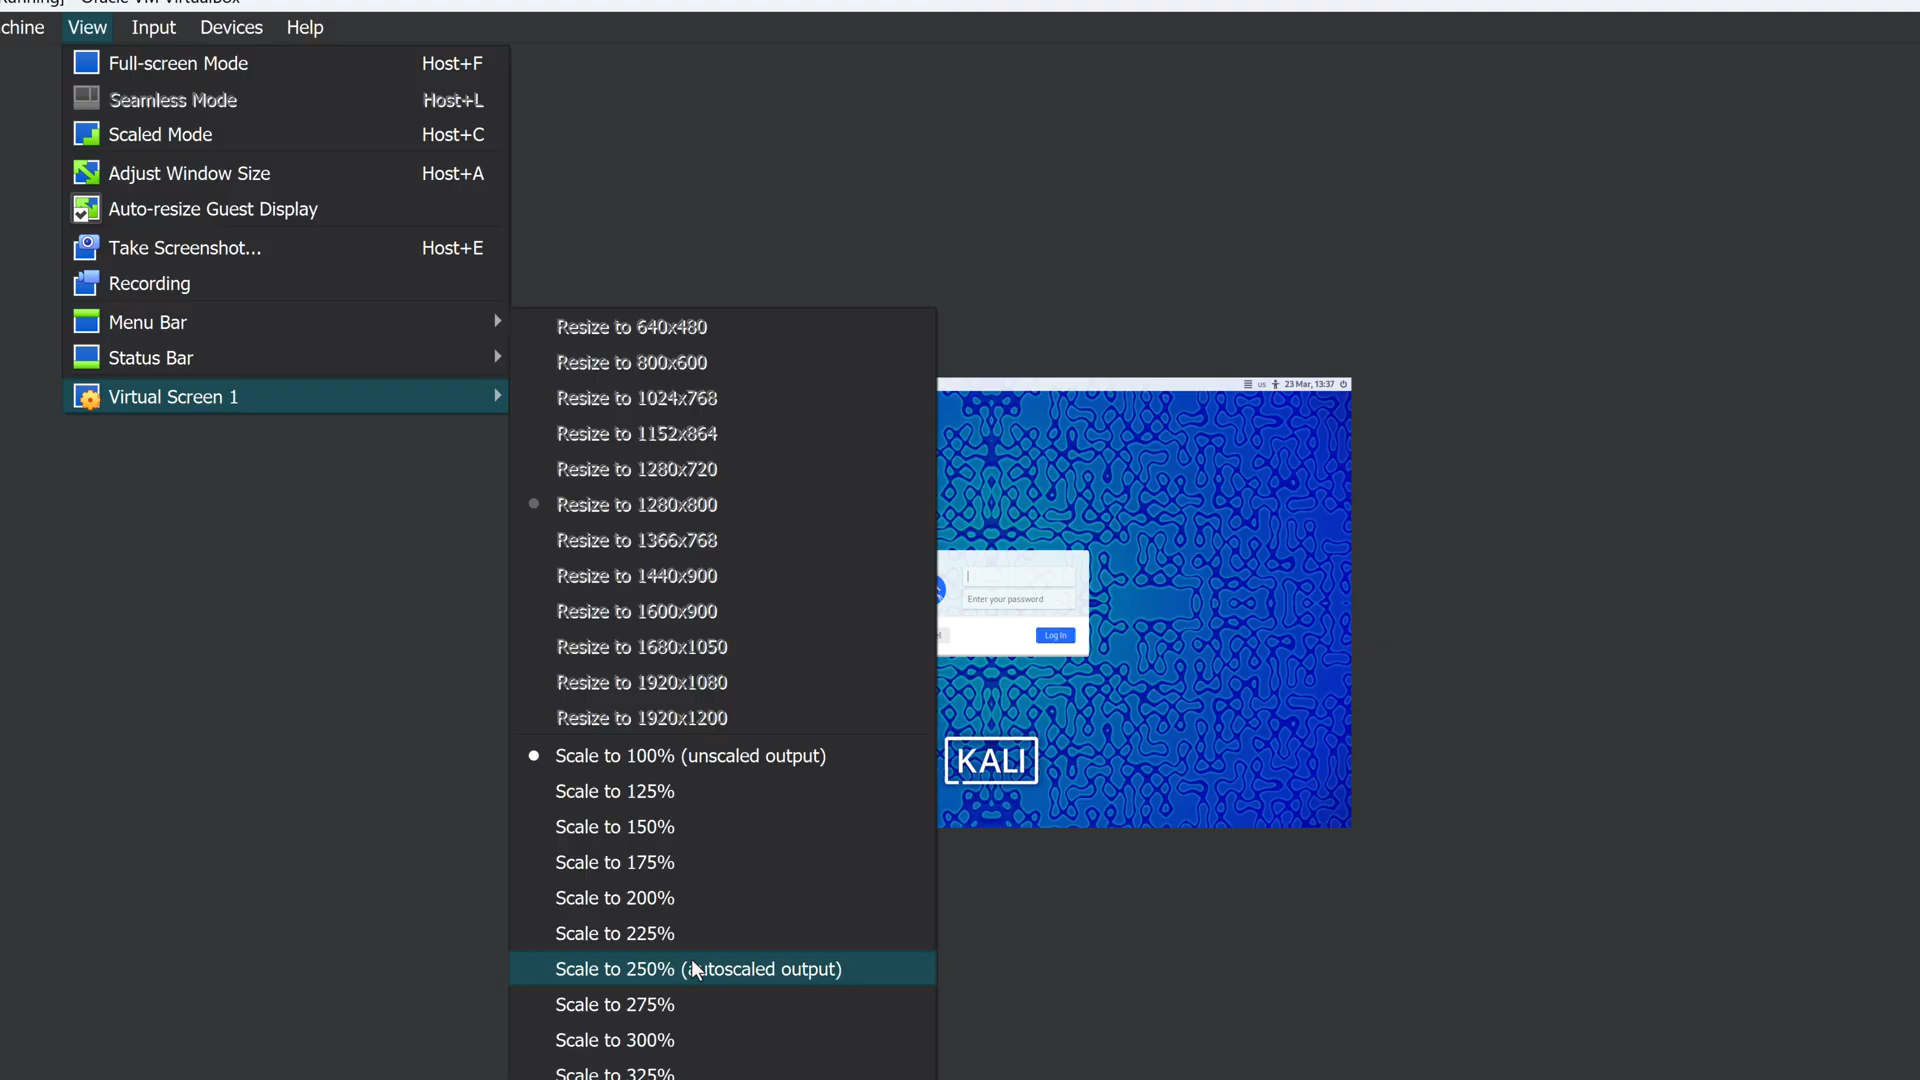 View Input Devices Help
Full-screen Mode Host+F
Seamless Mode Host+L
Scaled Mode Host+C
Adjust Window Size Host+A
Auto-resize Guest Display
Take Screenshot... Host+E
Recording
Menu Bar
Status Bar
Virtual Screen 1
Resize to 640x480
Resize to 800x600
Resize to 1024x768
Resize to 1152x864
Resize to 1280x720
Resize to 1280x800
Resize to 1366x768
Resize to 1440x900
Resize to 1600x900
Resize to 1680x1050
Resize to 1920x1080
Resize to 1920x1200
Scale to 100% (unscaled output)
Scale to 125%
Scale to 150%
Scale to 175%
Scale to 200%
Scale to 225%
Scale to 250% (autoscaled output)
Scale to 275%
Scale to 300%
Scale to 325%
us 23 Mar, 13:37
Enter your password
Log In
KALI